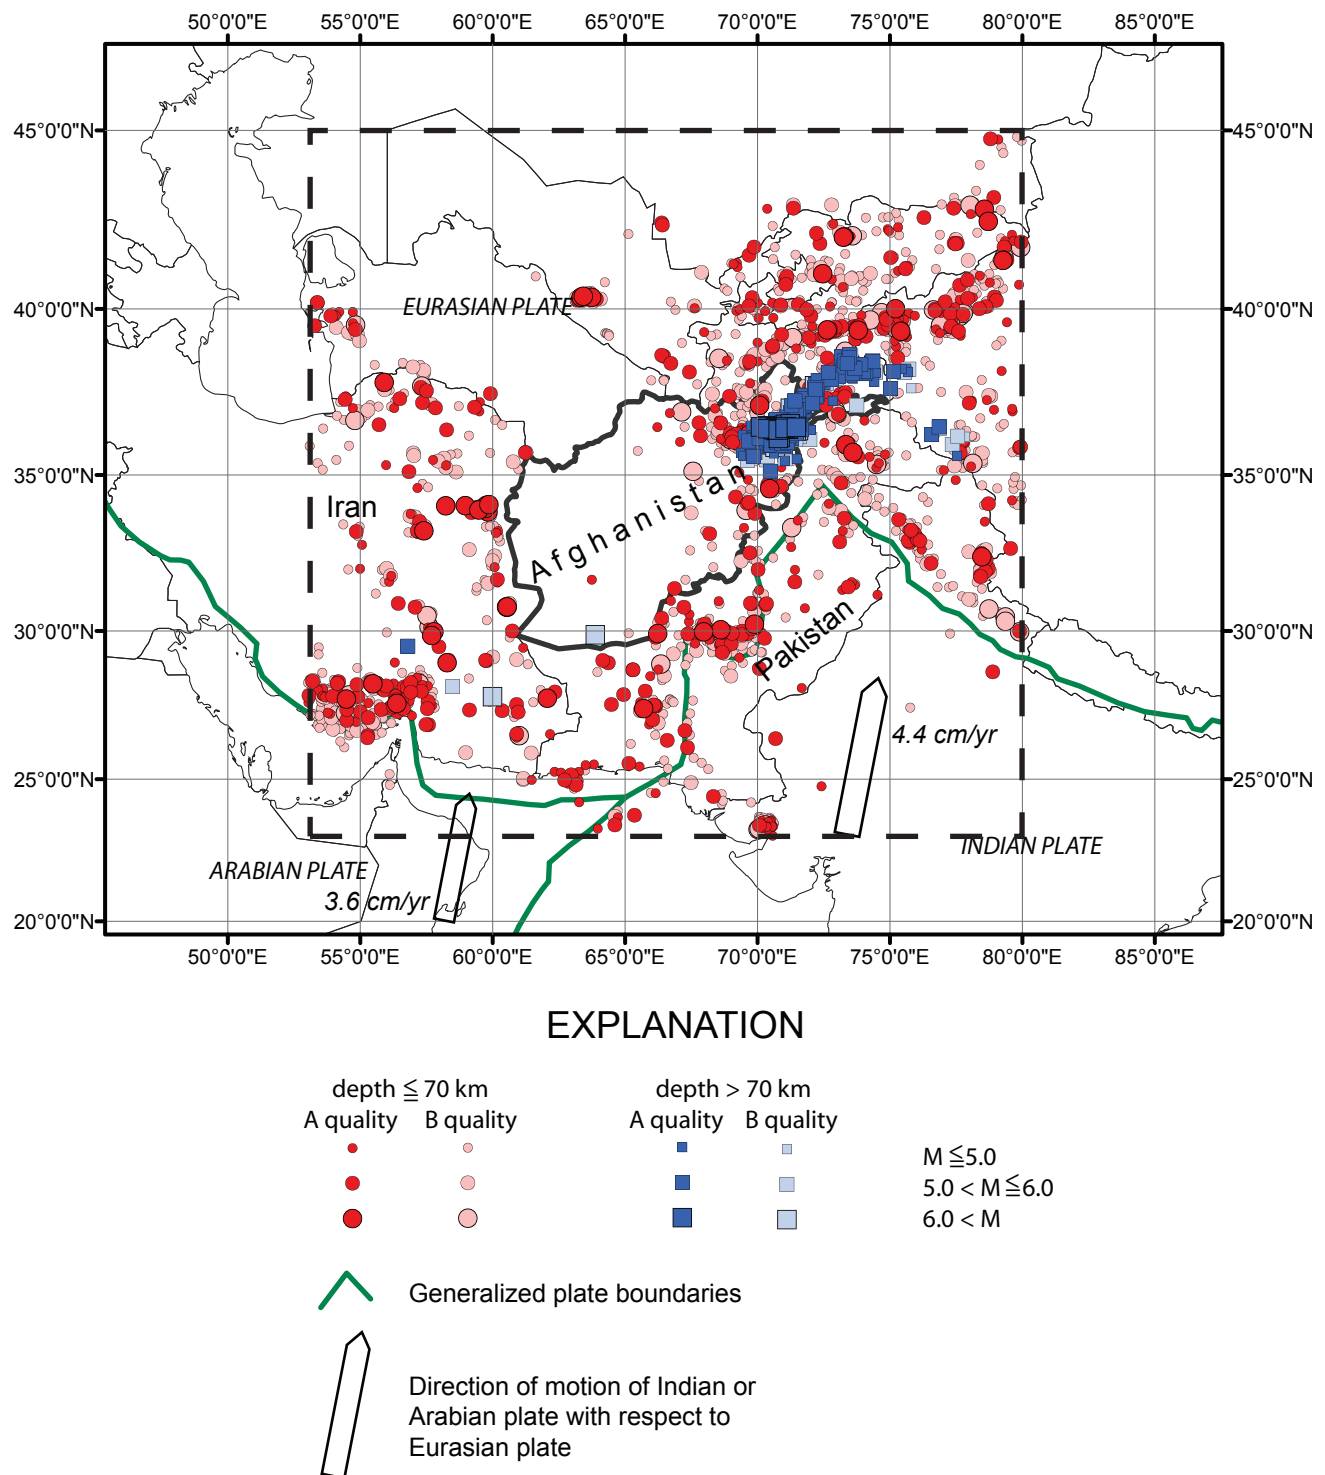 50°0'0"E 55°0'0"E 60°0'0"E 65°0'0"E 70°0'0"E 75°0'0"E 80°0'0"E 85°0'0"E
45°0'0"N 45°0'0"N
EURASIAN PLATE
40°0'0"N 40°0'0"N
35°0'0"N 35°0'0"N
Iran
Afghanistan
30°0'0"N 30°0'0"N
Pakistan
4.4 cm/yr
25°0'0"N 25°0'0"N
INDIAN PLATE
ARABIAN PLATE
3.6 cm/yr
20°0'0"N 20°0'0"N
50°0'0"E 55°0'0"E 60°0'0"E 65°0'0"E 70°0'0"E 75°0'0"E 80°0'0"E 85°0'0"E
EXPLANATION
depth ≦ 70 km depth > 70 km
A quality B quality A quality B quality
M ≦5.0
5.0 < M ≦6.0
6.0 < M
Generalized plate boundaries
Direction of motion of Indian or
Arabian plate with respect to
Eurasian plate